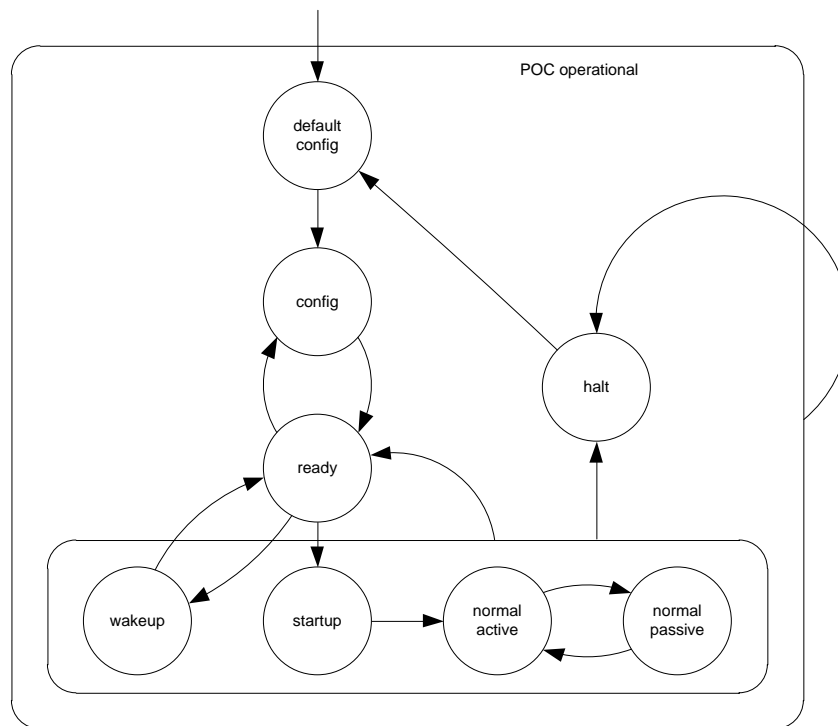 POC operational
default
config
config
halt
ready
wakeup
startup
normal
active
normal
passive